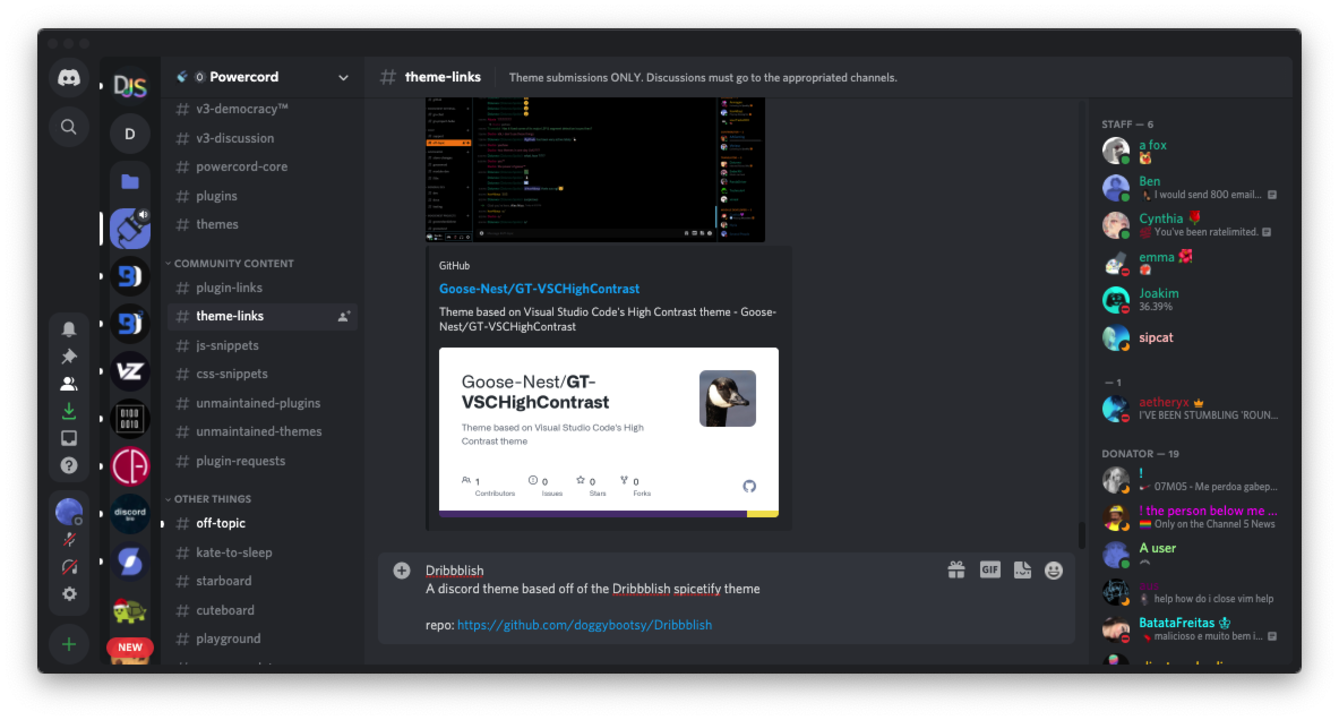 DJS
D
discord
bio
NEW
Powercord
v3-democracy™
v3-discussion
powercord-core
plugins
themes
COMMUNITY CONTENT
plugin-links
theme-links
js-snippets
css-snippets
unmaintained-plugins
unmaintained-themes
plugin-requests
OTHER THINGS
off-topic
kate-to-sleep
starboard
cuteboard
playground
# theme-links
Theme submissions ONLY. Discussions must go to the appropriated channels.
GitHub
Goose-Nest/GT-VSCHighContrast
Theme based on Visual Studio Code's High Contrast theme - Goose-
Nest/GT-VSCHighContrast
Goose-Nest/GT-
VSCHighContrast
Theme based on Visual Studio Code's High
Contrast theme
1
Contributors
0
Issues
0
Stars
0
Forks
Dribbblish
A discord theme based off of the Dribbblish spicetify theme
repo: https://github.com/doggybootsy/Dribbblish
GIF
STAFF — 6
a fox
Ben
I would send 800 email...
Cynthia
You've been ratelimited.
emma
Joakim
36.39%
sipcat
— 1
aetheryx
I'VE BEEN STUMBLING 'ROUN...
DONATOR — 19
!
07M05 - Me perdoa gabep...
! the person below me ...
Only on the Channel 5 News
A user
help how do i close vim help
BatataFreitas
malicioso e muito bem i...